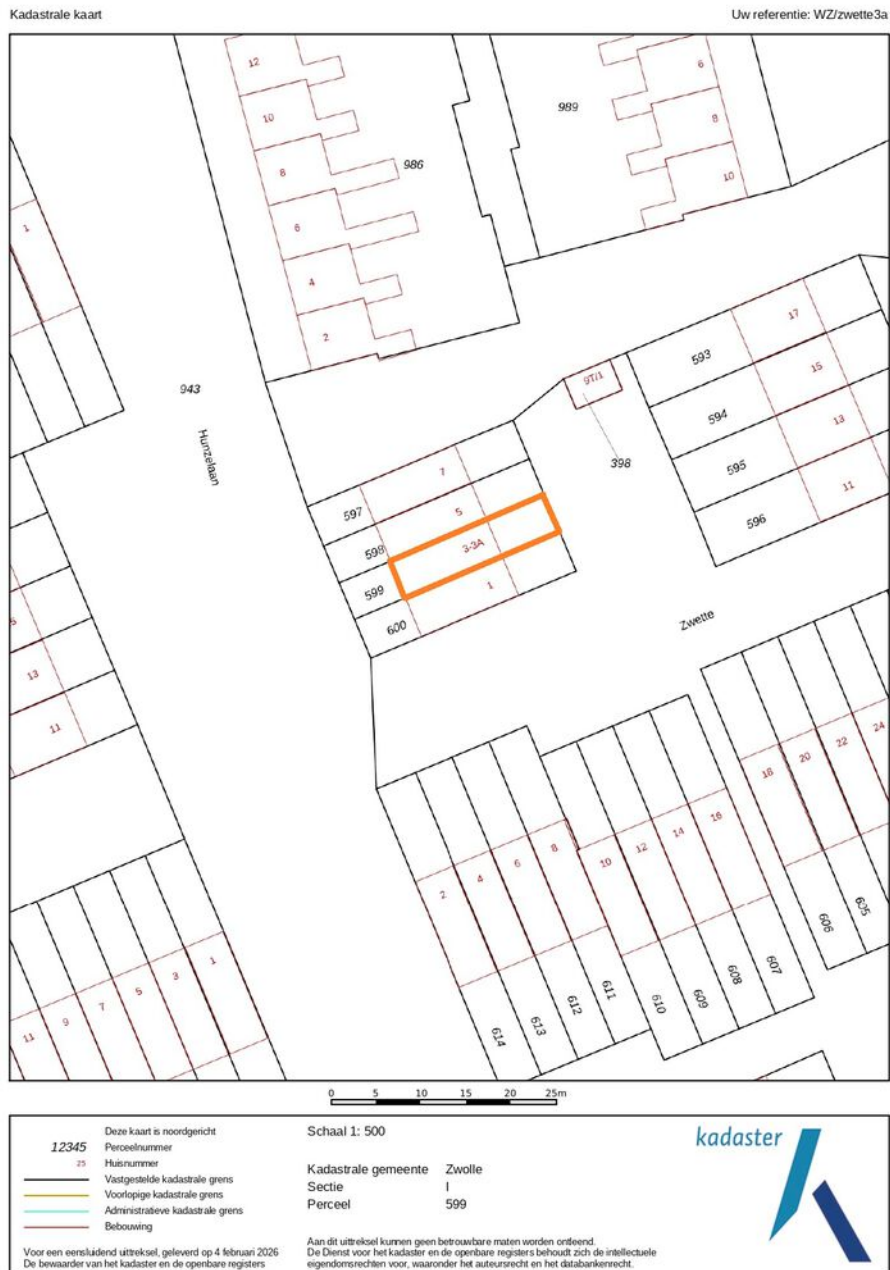 Kadastrale kaart
Uw referentie: WZ/zwette3a
12
10
8
6
4
2
986
989
6
8
10
1
943
Hunzelaan
9T/1
398
593
594
595
596
17
15
13
11
597
598
599
600
7
5
3-3A
1
Zwette
5
13
11
11
9
7
5
3
1
2
4
6
8
10
12
14
16
18
20
22
24
614
613
612
611
610
609
608
607
606
605
0 5 10 15 20 25m
Deze kaart is noordgericht
12345 Perceelnummer
25 Huisnummer
Vastgestelde kadastrale grens
Voorlopige kadastrale grens
Administratieve kadastrale grens
Bebouwing
Voor een eensluidend uittreksel, geleverd op 4 februari 2026
De bewaarder van het kadaster en de openbare registers
Schaal 1: 500
Kadastrale gemeente Zwolle
Sectie I
Perceel 599
Aan dit uittreksel kunnen geen betrouwbare maten worden ontleend.
De Dienst voor het kadaster en de openbare registers behoudt zich de intellectuele
eigendomsrechten voor, waaronder het auteursrecht en het databankenrecht.
kadaster